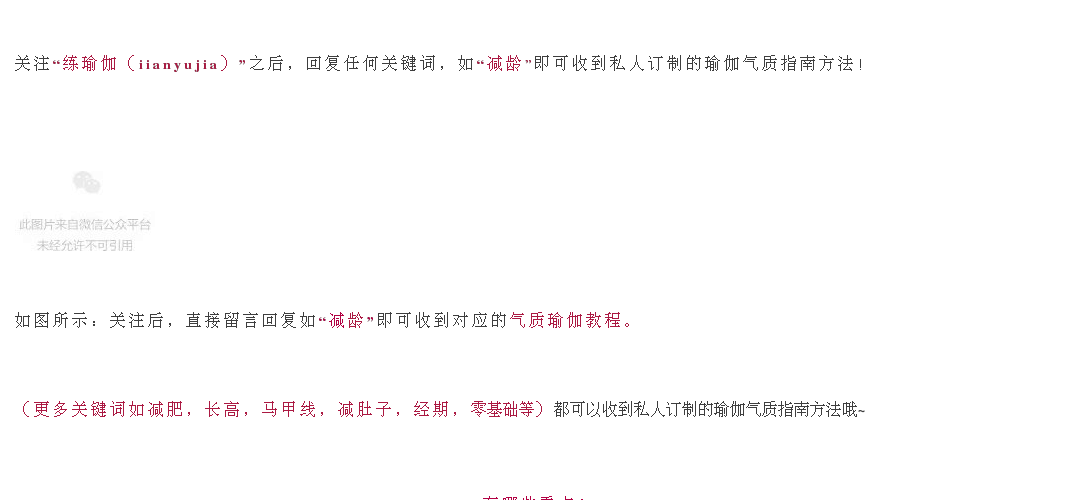 关注“练瑜伽（iianyujia）”之后，回复任何关键词，如“减龄”即可收到私人订制的瑜伽气质指南方法！
此图片来自微信公众平台
未经允许不可引用
如图所示：关注后，直接留言回复如“减龄”即可收到对应的气质瑜伽教程。
（更多关键词如减肥，长高，马甲线，减肚子，经期，零基础等）都可以收到私人订制的瑜伽气质指南方法哦~